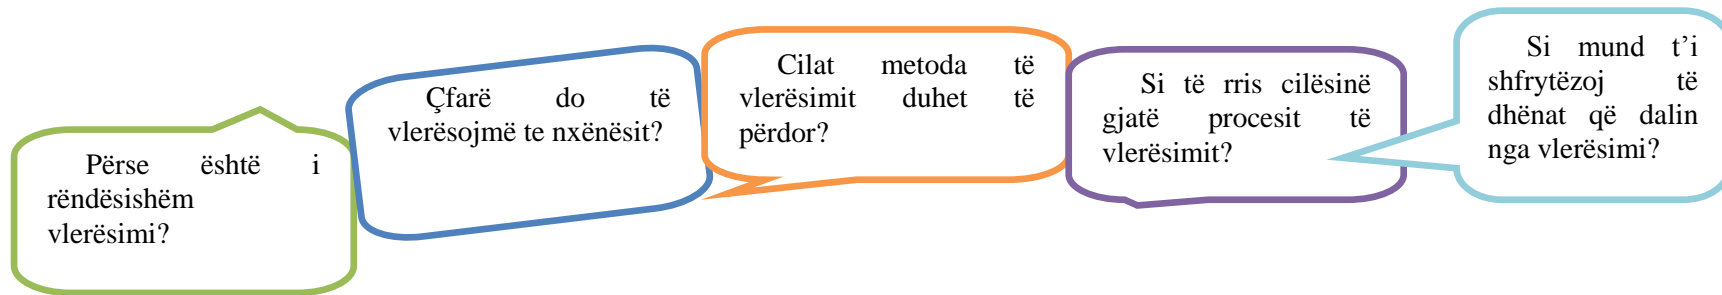 Përse është i
rëndësishëm
vlerësimi?
Çfarë do të
vlerësojmë te nxënësit?
Cilat metoda të
vlerësimit duhet të
përdor?
Si të rris cilësinë
gjatë procesit të
vlerësimit?
Si mund t’i
shfrytëzoj të
dhënat që dalin
nga vlerësimi?